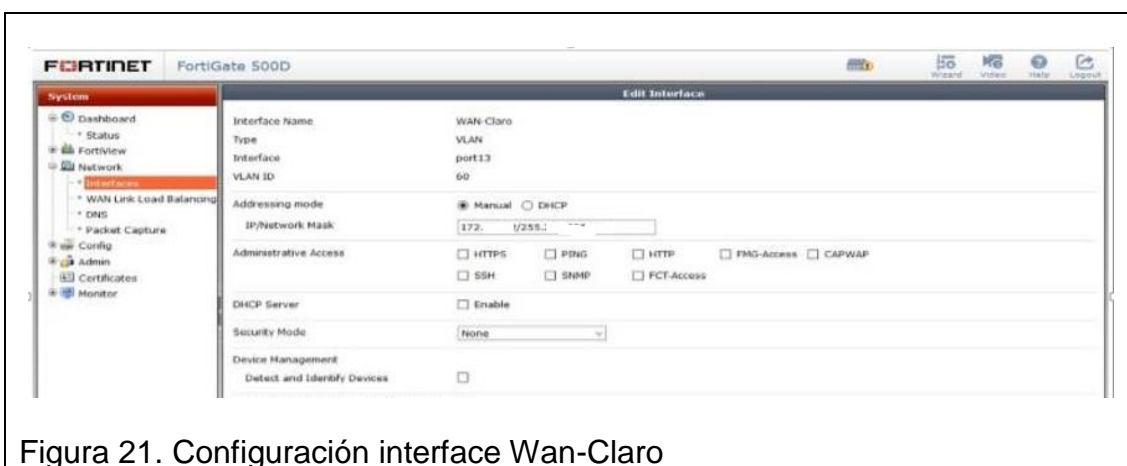 FORTINET FortiGate 500D
Wizard Video Help Logout
System
Edit Interface
Dashboard
Status
FortiView
Network
Interfaces
WAN Link Load Balancing
DNS
Packet Capture
Config
Admin
Certificates
Monitor
Interface Name WAN-Claro
Type VLAN
Interface port13
VLAN ID 60
Addressing mode Manual DHCP
IP/Network Mask 172. /255.
Administrative Access HTTPS PING HTTP FMG-Access CAPWAP
SSH SNMP FCT-Access
DHCP Server Enable
Security Mode None
Device Management
Detect and Identify Devices
Figura 21. Configuración interface Wan-Claro